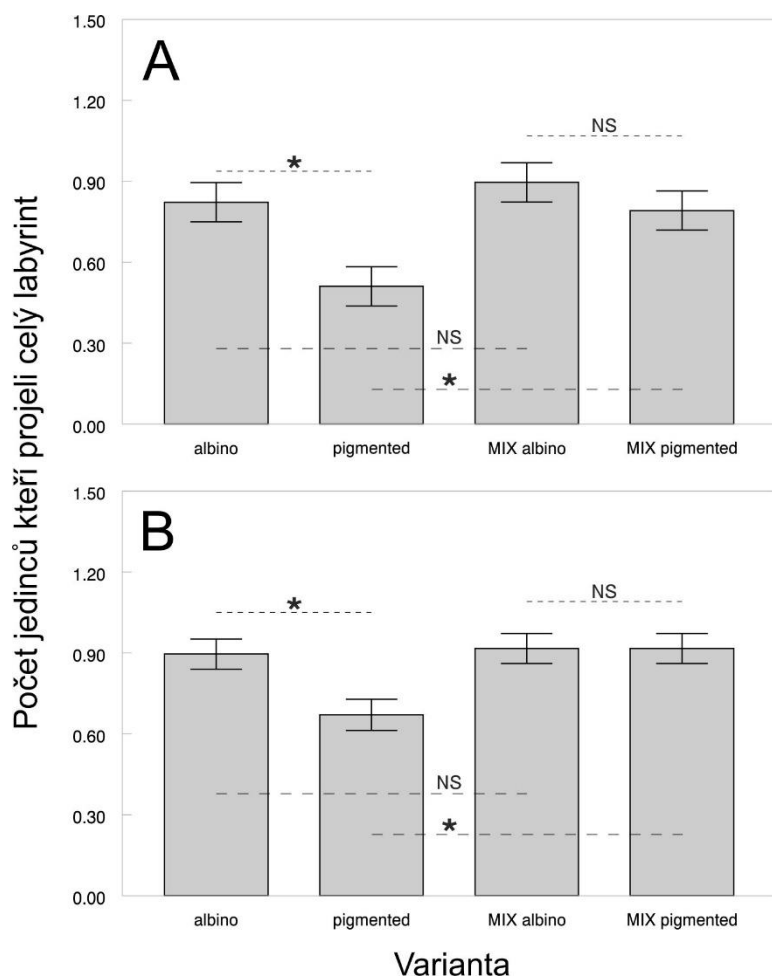 Počet jedinců kteří projeli celý labyrint
A
1.50
1.20
0.90
0.60
0.30
0.00
*
NS
NS
*
albino pigmented MIX albino MIX pigmented
B
1.50
1.20
0.90
0.60
0.30
0.00
*
NS
NS
*
albino pigmented MIX albino MIX pigmented
Varianta